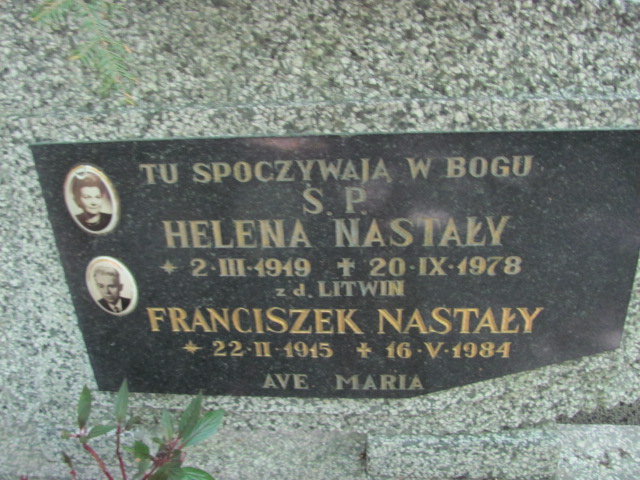 TU SPOCZYWAJĄ W BOGU
Ś. P.
HELENA NASTAŁY
* 2·III·1919 ✝ 20·IX·1978
z d. LITWIN
FRANCISZEK NASTAŁY
* 22·II·1915 ✝ 16·V·1984
AVE MARIA